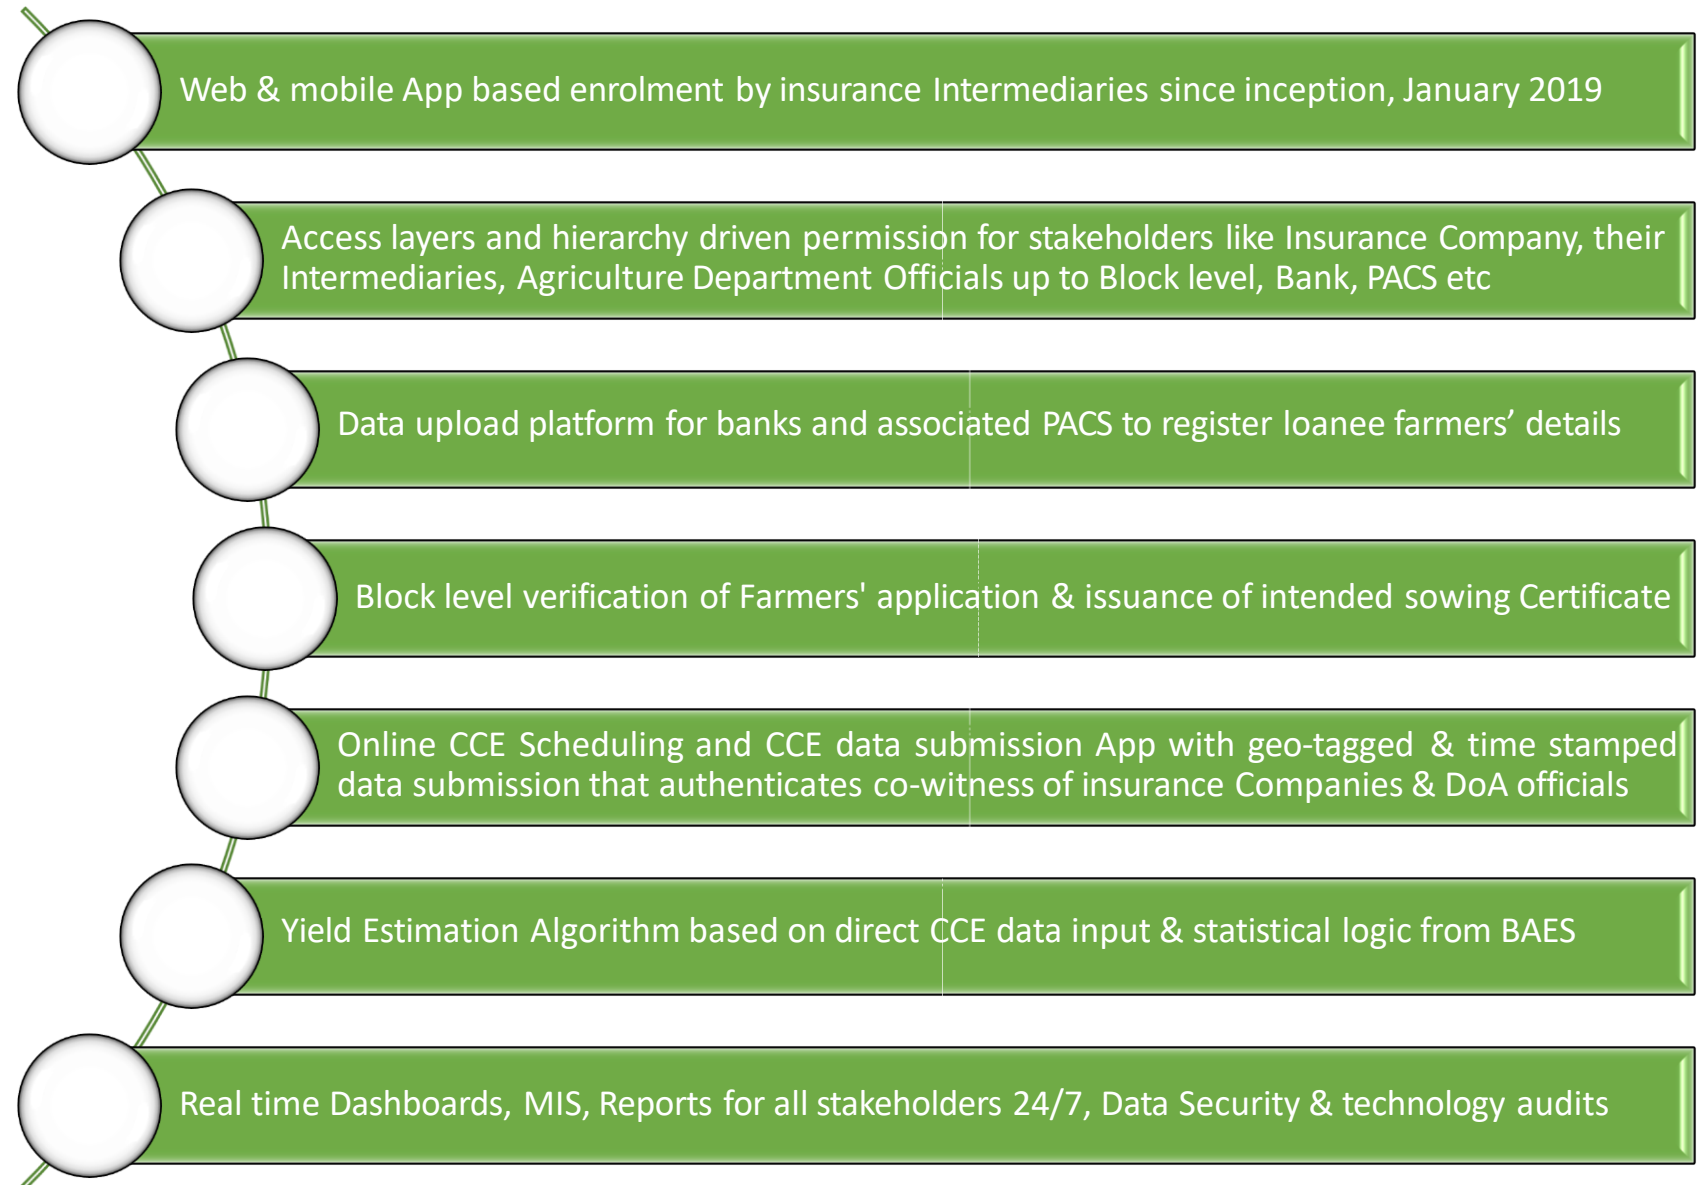 Web & mobile App based enrolment by insurance Intermediaries since inception, January 2019
Access layers and hierarchy driven permission for stakeholders like Insurance Company, their
Intermediaries, Agriculture Department Officials up to Block level, Bank, PACS etc
Data upload platform for banks and associated PACS to register loanee farmers’ details
Block level verification of Farmers' application & issuance of intended sowing Certificate
Online CCE Scheduling and CCE data submission App with geo-tagged & time stamped
data submission that authenticates co-witness of insurance Companies & DoA officials
Yield Estimation Algorithm based on direct CCE data input & statistical logic from BAES
Real time Dashboards, MIS, Reports for all stakeholders 24/7, Data Security & technology audits